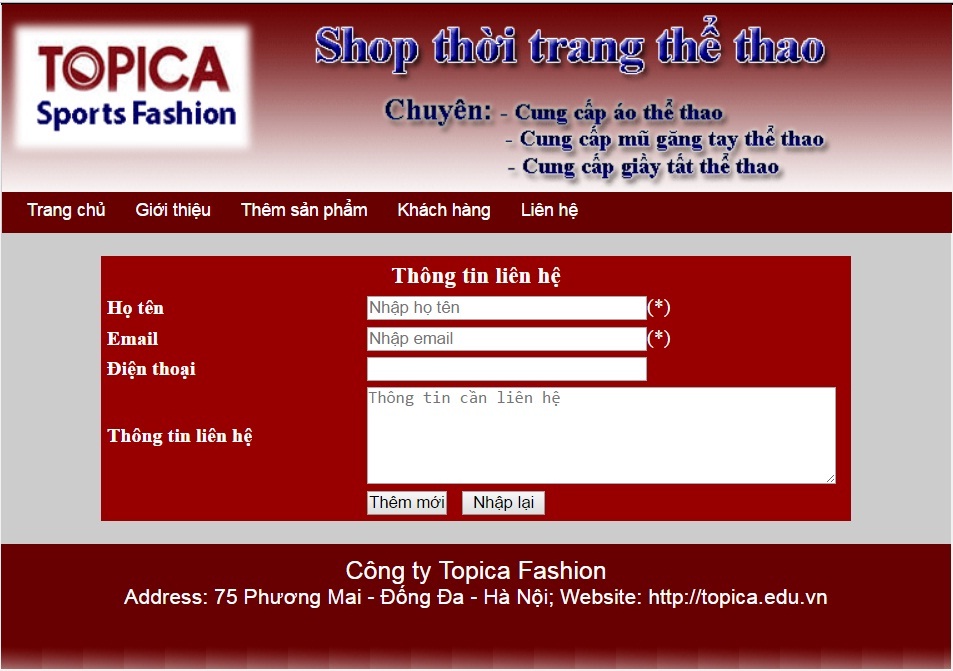 TOPICA
Sports Fashion
Shop thời trang thể thao
Chuyên: - Cung cấp áo thể thao
- Cung cấp mũ găng tay thể thao
- Cung cấp giầy tất thể thao
Trang chủ Giới thiệu Thêm sản phẩm Khách hàng Liên hệ
Thông tin liên hệ
Họ tên Nhập họ tên (*)
Email Nhập email (*)
Điện thoại
Thông tin cần liên hệ
Thông tin liên hệ
Thêm mới Nhập lại
Công ty Topica Fashion
Address: 75 Phương Mai - Đống Đa - Hà Nội; Website: http://topica.edu.vn